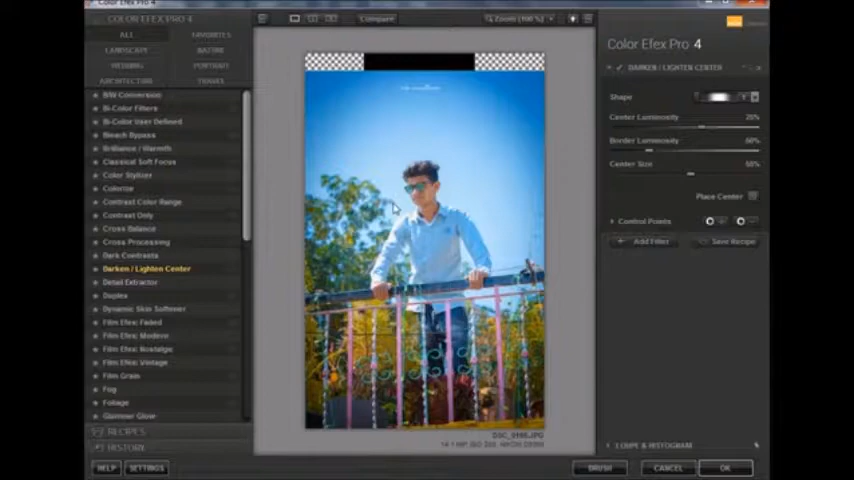 Color Efex Pro 4
COLOR EFEX PRO 4
ALL
FAVORITES
LANDSCAPE
NATURE
WEDDING
PORTRAIT
ARCHITECTURE
TRAVEL
B/W Conversion
Bi-Color Filters
Bi-Color User Defined
Bleach Bypass
Brilliance / Warmth
Classical Soft Focus
Color Stylizer
Colorize
Contrast Color Range
Contrast Only
Cross Balance
Cross Processing
Dark Contrasts
Darken / Lighten Center
Detail Extractor
Duplex
Dynamic Skin Softener
Film Efex: Faded
Film Efex: Modern
Film Efex: Nostalgic
Film Efex: Vintage
Film Grain
Fog
Foliage
Glamour Glow
RECIPES
HISTORY
HELP
SETTINGS
Compare
Zoom (100 %)
Color Efex Pro 4
DARKEN / LIGHTEN CENTER
Shape
Center Luminosity
25%
Border Luminosity
Center Size
Place Center
Control Points
Add Filter
Save Recipe
LOUPE & HISTOGRAM
BRUSH
CANCEL
OK